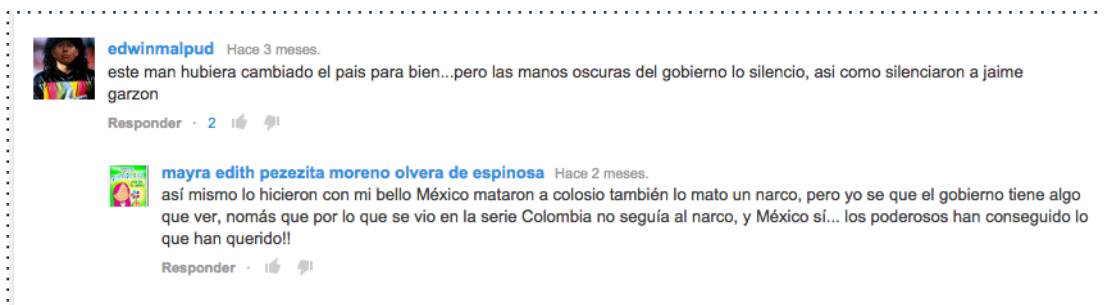 edwinmalpud Hace 3 meses.
este man hubiera cambiado el pais para bien...pero las manos oscuras del gobierno lo silencio, asi como silenciaron a jaime
garzon
Responder · 2
mayra edith pezezita moreno olvera de espinosa Hace 2 meses.
así mismo lo hicieron con mi bello México mataron a colosio también lo mato un narco, pero yo se que el gobierno tiene algo
que ver, nomás que por lo que se vio en la serie Colombia no seguía al narco, y México sí... los poderosos han conseguido lo
que han querido!!
Responder ·